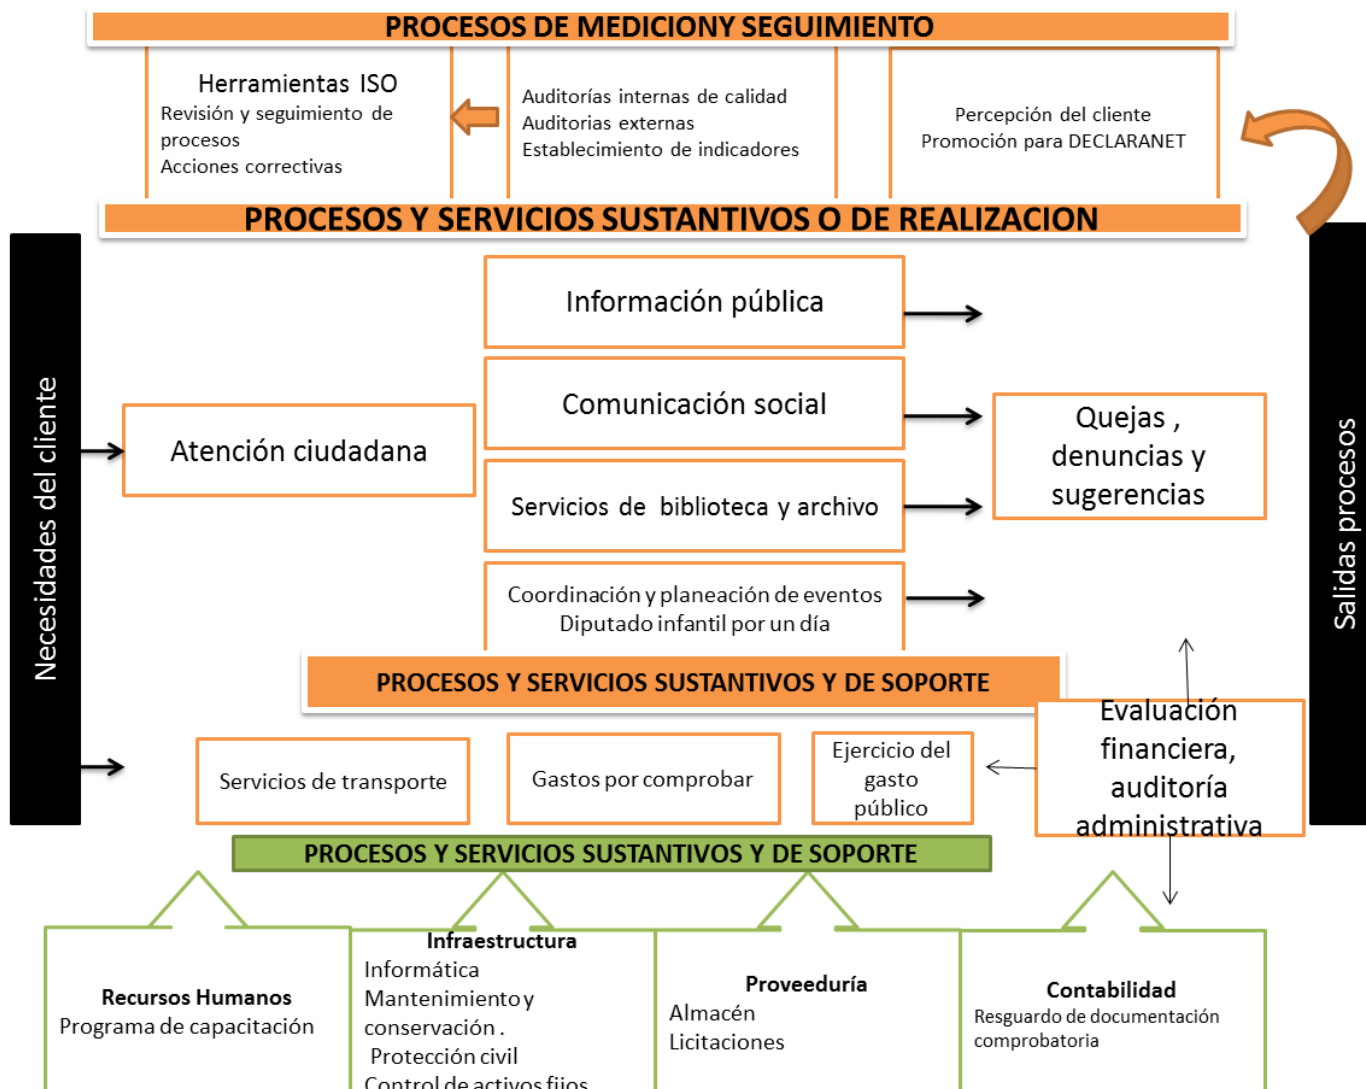 PROCESOS DE MEDICIONY SEGUIMIENTO
Herramientas ISO
Revisión y seguimiento de
procesos
Acciones correctivas
Auditorías internas de calidad
Auditorias externas
Establecimiento de indicadores
Percepción del cliente
Promoción para DECLARANET
PROCESOS Y SERVICIOS SUSTANTIVOS O DE REALIZACION
Necesidades del cliente
Atención ciudadana
Información pública
Comunicación social
Servicios de biblioteca y archivo
Coordinación y planeación de eventos
Diputado infantil por un día
Quejas ,
denuncias y
sugerencias
Salidas procesos
PROCESOS Y SERVICIOS SUSTANTIVOS Y DE SOPORTE
Servicios de transporte
Gastos por comprobar
Ejercicio del
gasto
público
Evaluación
financiera,
auditoría
administrativa
PROCESOS Y SERVICIOS SUSTANTIVOS Y DE SOPORTE
Recursos Humanos
Programa de capacitación
Infraestructura
Informática
Mantenimiento y
conservación .
Protección civil
Control de activos fijos
Proveeduría
Almacén
Licitaciones
Contabilidad
Resguardo de documentación
comprobatoria